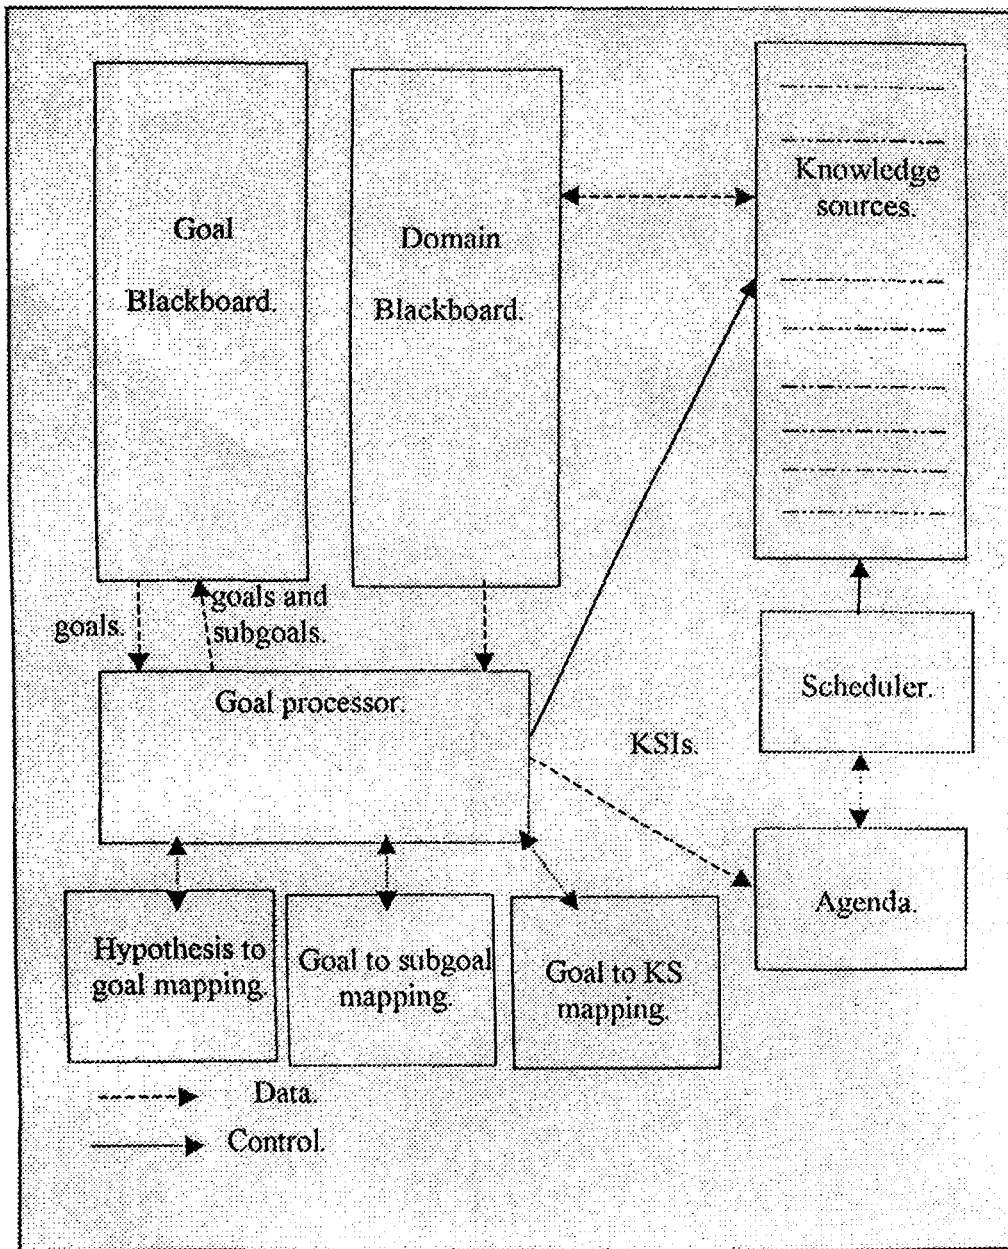 Goal
Blackboard.
Domain
Blackboard.
Knowledge
sources.
goals.
goals and
subgoals.
Goal processor.
Scheduler.
KSIs.
Agenda.
Hypothesis to
goal mapping.
Goal to subgoal
mapping.
Goal to KS
mapping.
Data.
Control.